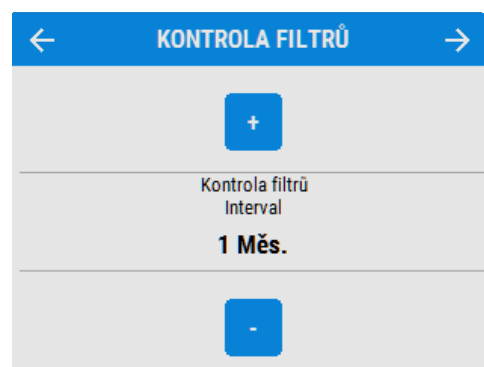 ← KONTROLA FILTRŮ →
+
Kontrola filtrů
Interval
1 Měs.
-